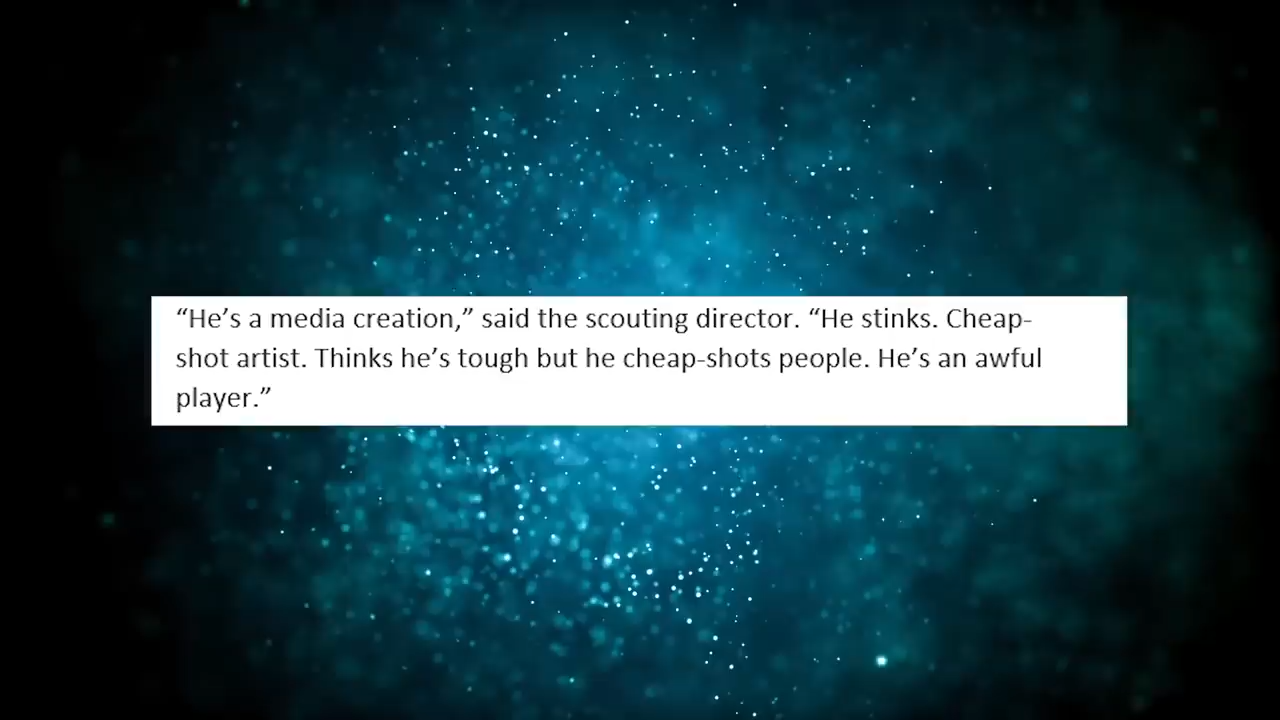 “He’s a media creation,” said the scouting director. “He stinks. Cheap-
shot artist. Thinks he’s tough but he cheap-shots people. He’s an awful
player.”